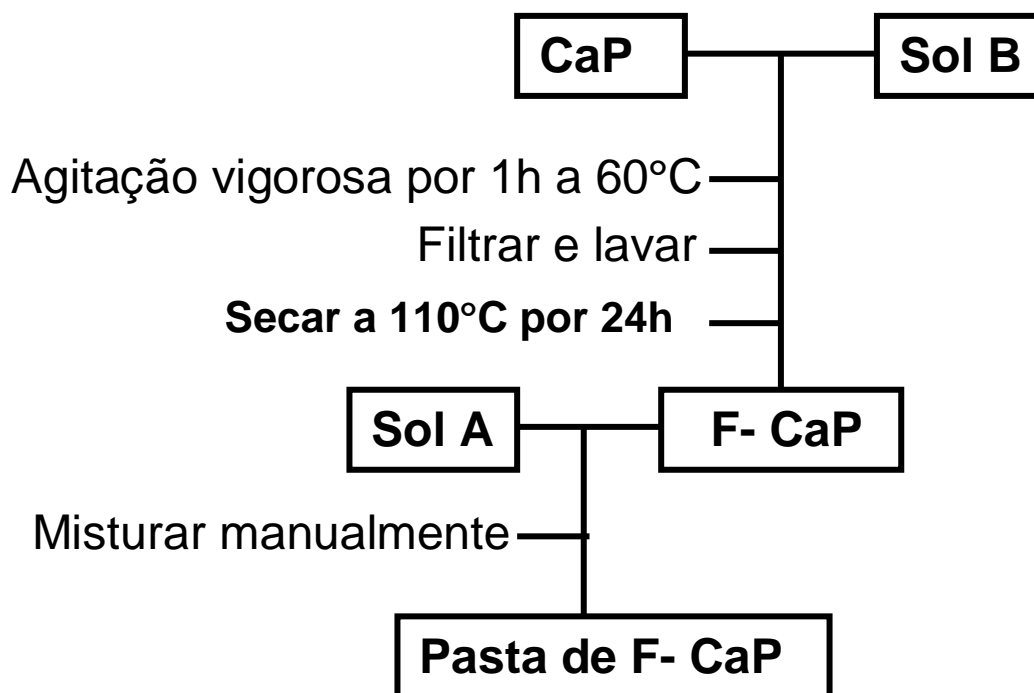 CaP
Sol B
Agitação vigorosa por 1h a 60°C
Filtrar e lavar
Secar a 110°C por 24h
Sol A
F- CaP
Misturar manualmente
Pasta de F- CaP